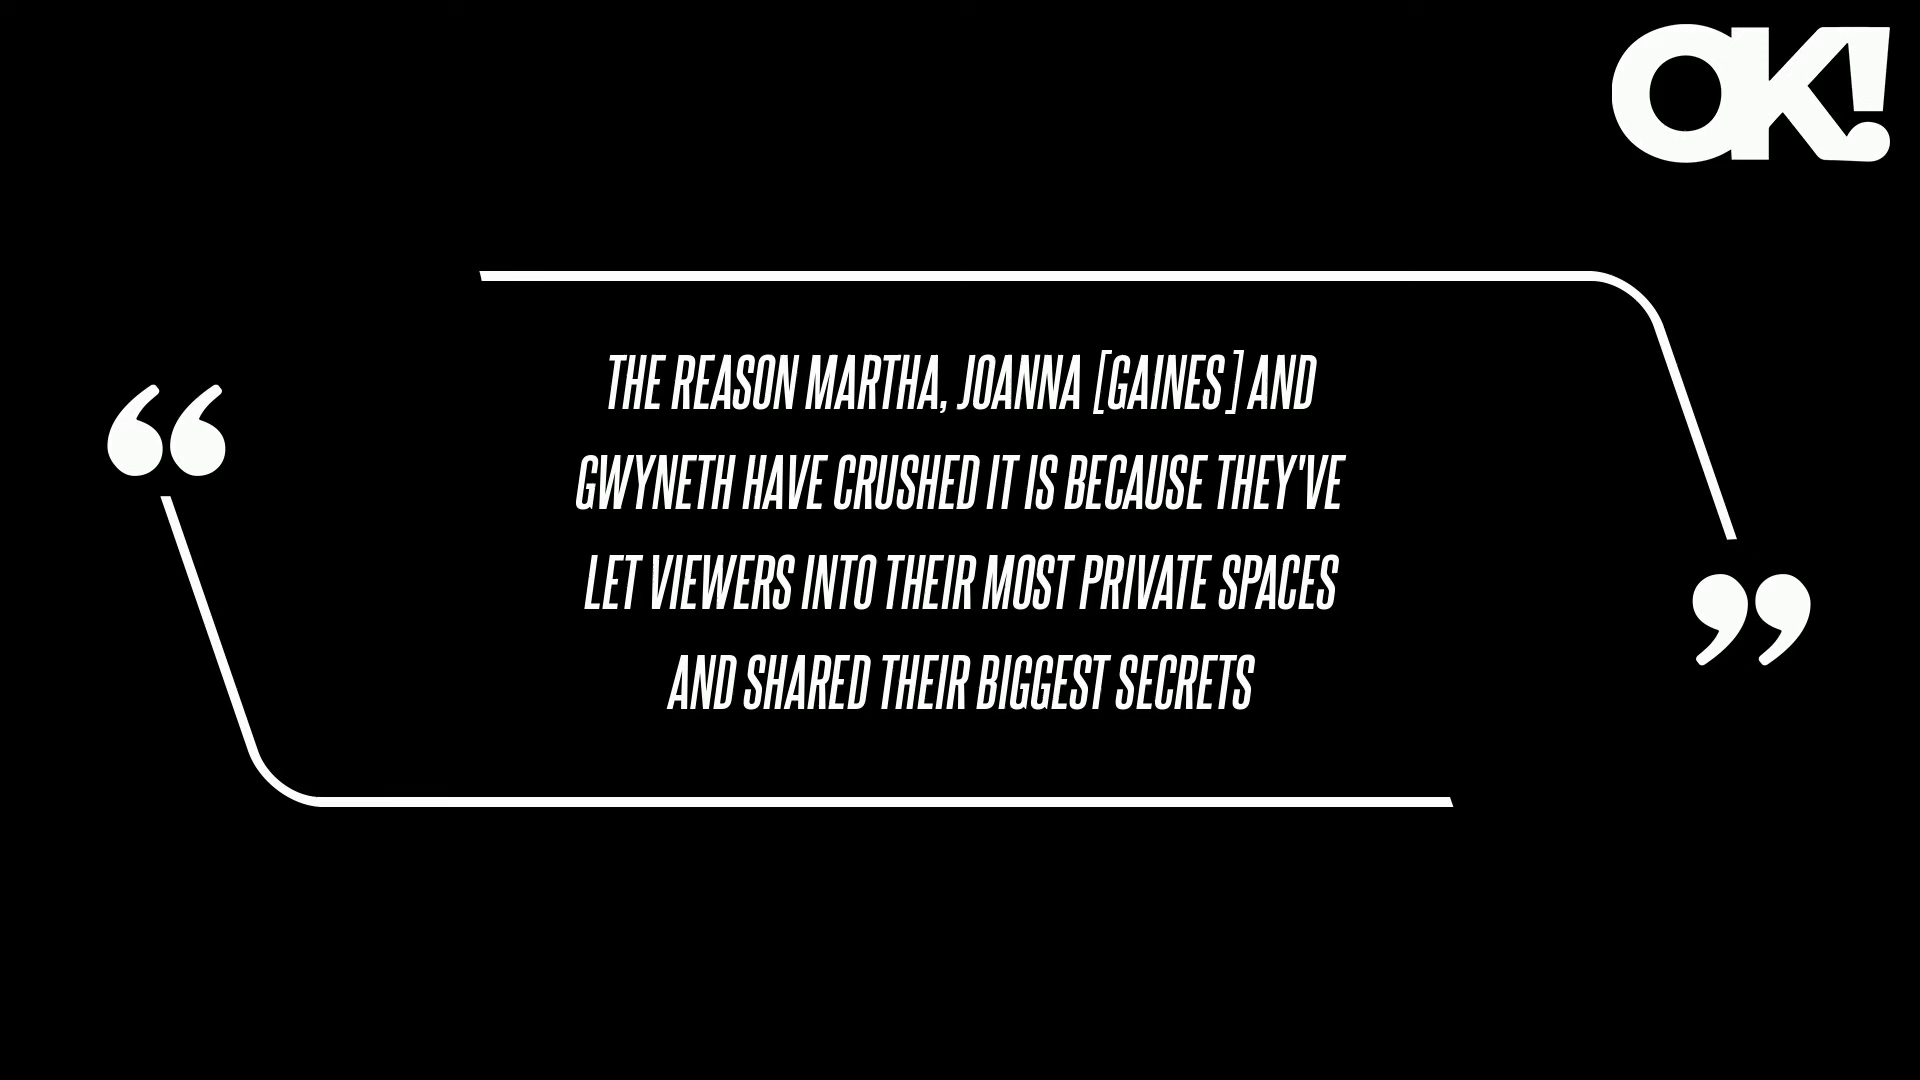 OK!
“
THE REASON MARTHA, JOANNA [GAINES] AND
GWYNETH HAVE CRUSHED IT IS BECAUSE THEY'VE
LET VIEWERS INTO THEIR MOST PRIVATE SPACES
AND SHARED THEIR BIGGEST SECRETS
”